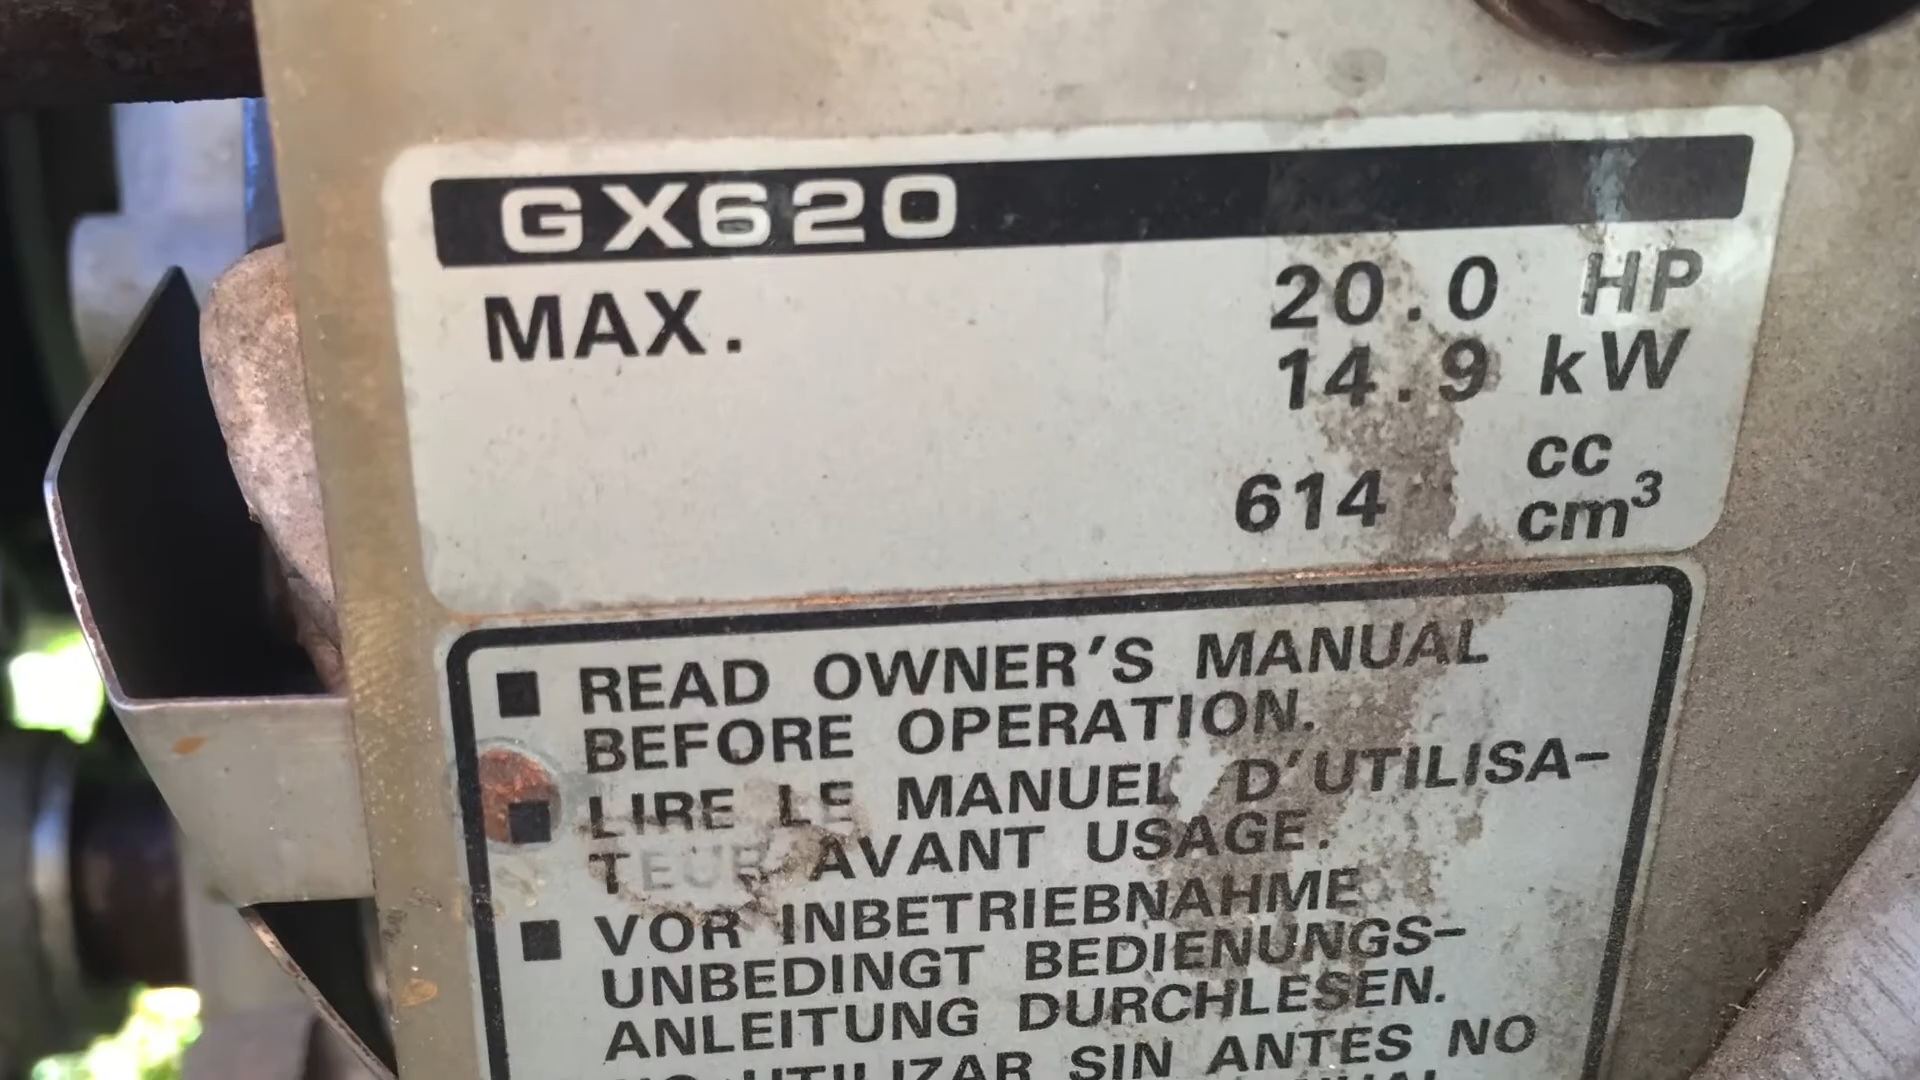 GX620
MAX. 20.0 HP
14.9 kW
cc
614 cm³
■ READ OWNER'S MANUAL
BEFORE OPERATION.
■ LIRE LE MANUEL D'UTILISA-
TEUR AVANT USAGE.
■ VOR INBETRIEBNAHME
UNBEDINGT BEDIENUNGS-
ANLEITUNG DURCHLESEN.
UTILIZAR SIN ANTES NO